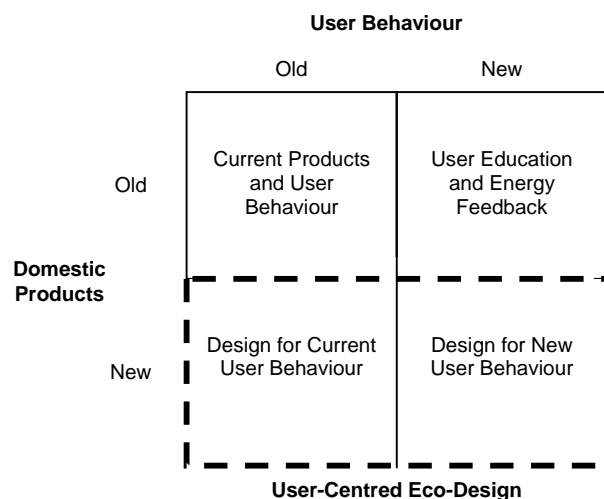 User Behaviour
Old New
Current Products
and User
Behaviour
User Education
and Energy
Feedback
Old
Domestic
Products
Design for Current
User Behaviour
Design for New
User Behaviour
New
User-Centred Eco-Design